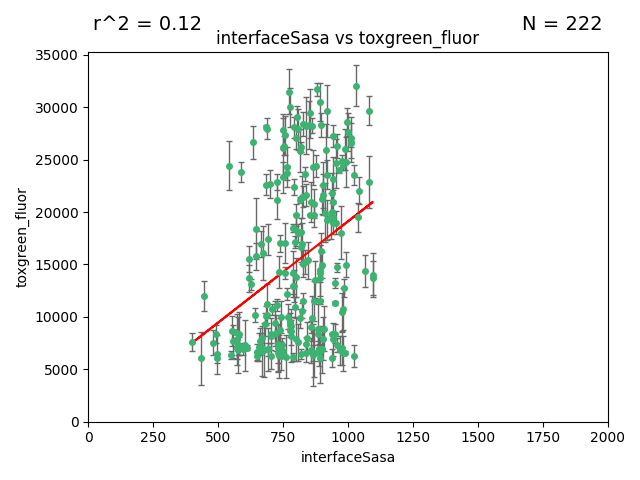 r^2 = 0.12 N = 222
interfaceSasa vs toxgreen_fluor
35000
30000
25000
20000
15000
10000
5000
0
toxgreen_fluor
0 250 500 750 1000 1250 1500 1750 2000
interfaceSasa